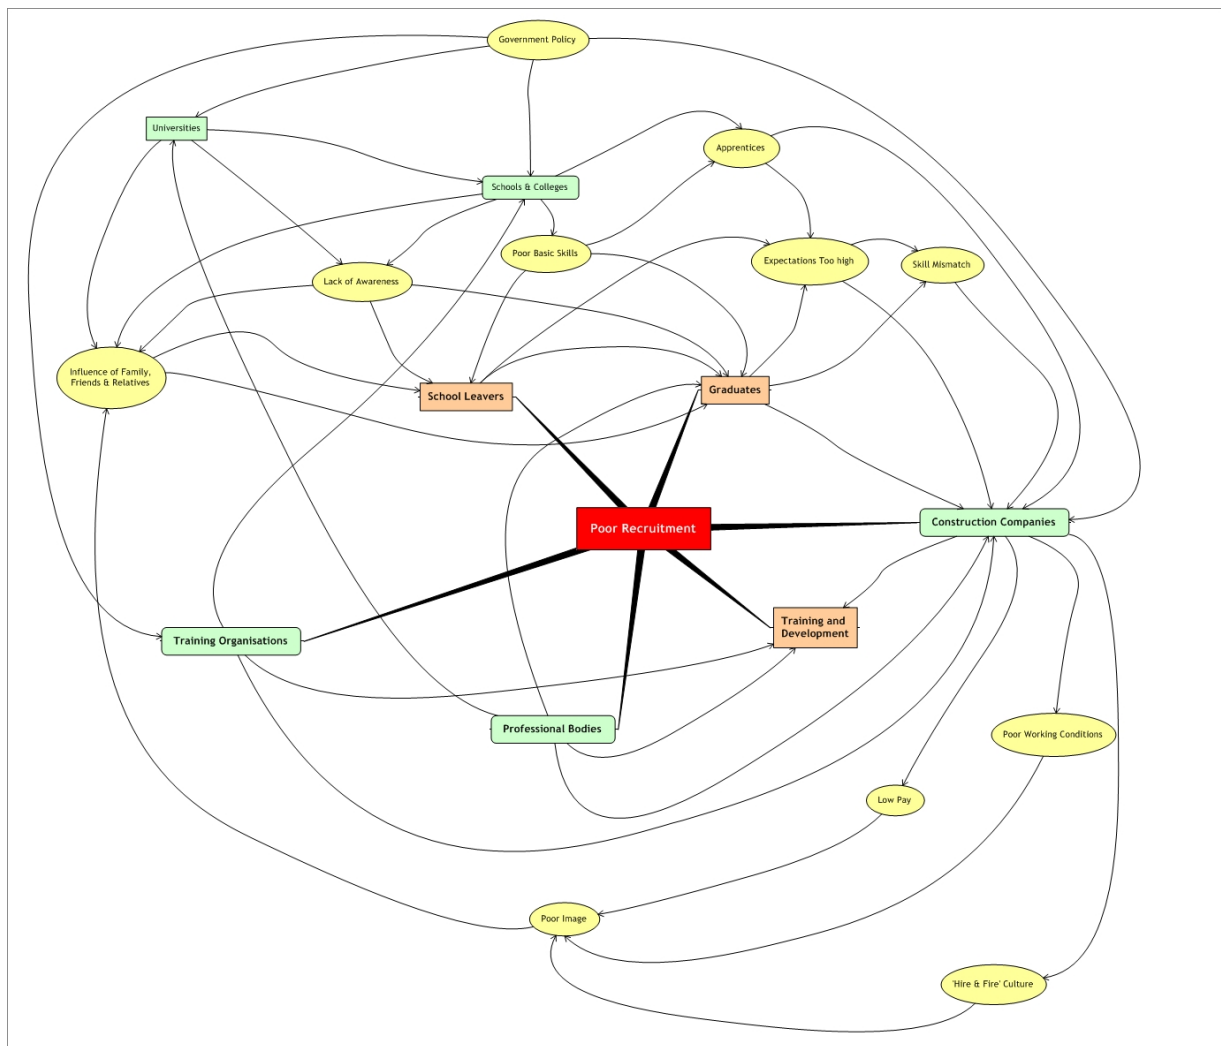 Government Policy
Universities
Apprentices
Schools & Colleges
Poor Basic Skills
Expectations Too high
Skill Mismatch
Lack of Awareness
Influence of Family,
Friends & Relatives
School Leavers
Graduates
Poor Recruitment
Construction Companies
Training and
Development
Training Organisations
Professional Bodies
Poor Working Conditions
Low Pay
Poor Image
'Hire & Fire' Culture